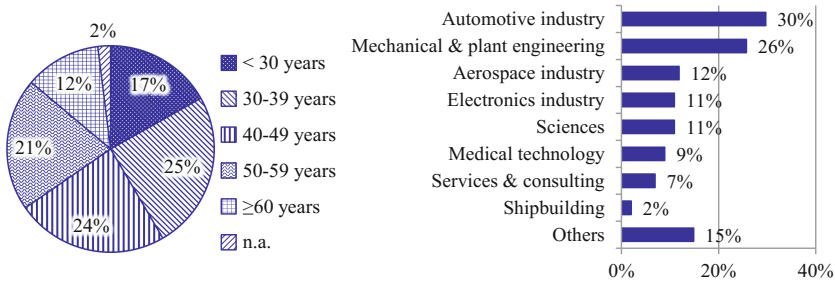 2%
17%
12%
21%
25%
24%
< 30 years
30-39 years
40-49 years
50-59 years
≥60 years
n.a.
Automotive industry 30%
Mechanical & plant engineering 26%
Aerospace industry 12%
Electronics industry 11%
Sciences 11%
Medical technology 9%
Services & consulting 7%
Shipbuilding 2%
Others 15%
0% 20% 40%